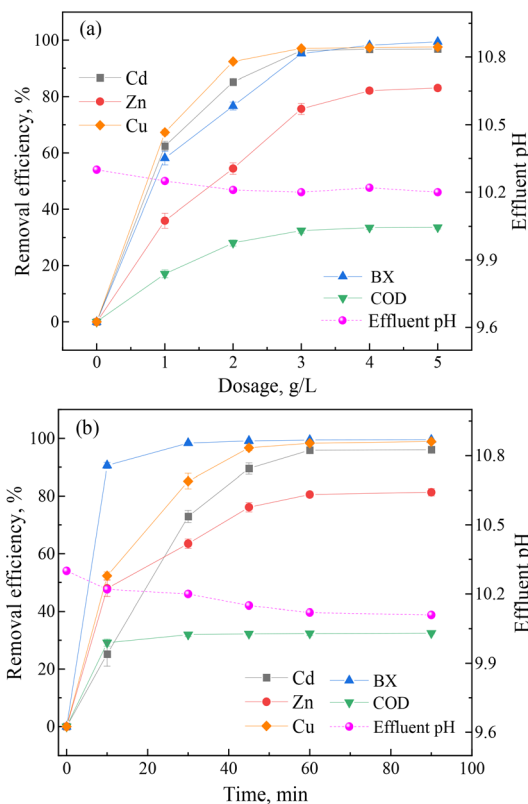 (a)
100
80
60
40
20
0
Removal efficiency, %
Cd
Zn
Cu
BX
COD
Effluent pH
10.8
10.5
10.2
9.9
9.6
Effluent pH
0 1 2 3 4 5
Dosage, g/L
(b)
100
80
60
40
20
0
Removal efficiency, %
Cd
Zn
Cu
BX
COD
Effluent pH
10.8
10.5
10.2
9.9
9.6
Effluent pH
0 20 40 60 80 100
Time, min